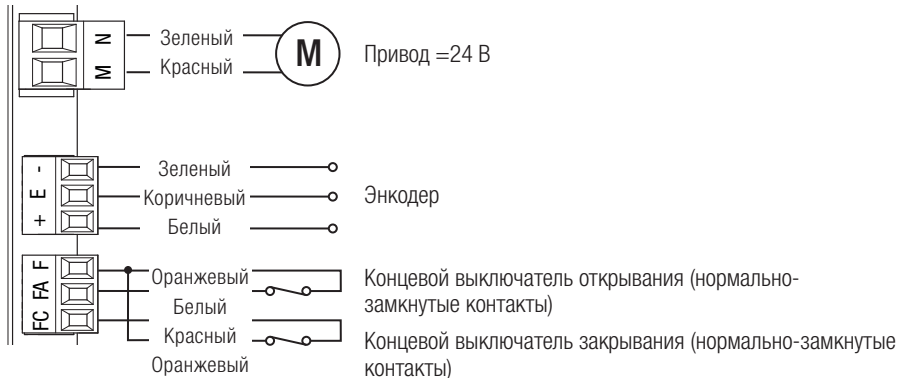 N Зеленый
M Красный
M
Привод =24 В
- Зеленый
E Коричневый
+ Белый
Энкодер
F Оранжевый
FA Белый
FC Красный
Оранжевый
Концевой выключатель открывания (нормально-
замкнутые контакты)
Концевой выключатель закрывания (нормально-замкнутые
контакты)